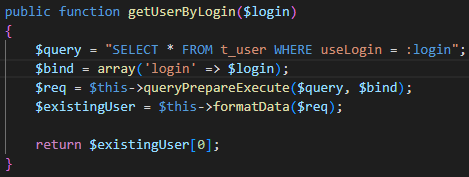 public function getUserByLogin($login)
{
    $query = "SELECT * FROM t_user WHERE useLogin = :login";
    $bind = array('login' => $login);
    $req = $this->queryPrepareExecute($query, $bind);
    $existingUser = $this->formatData($req);

    return $existingUser[0];
}